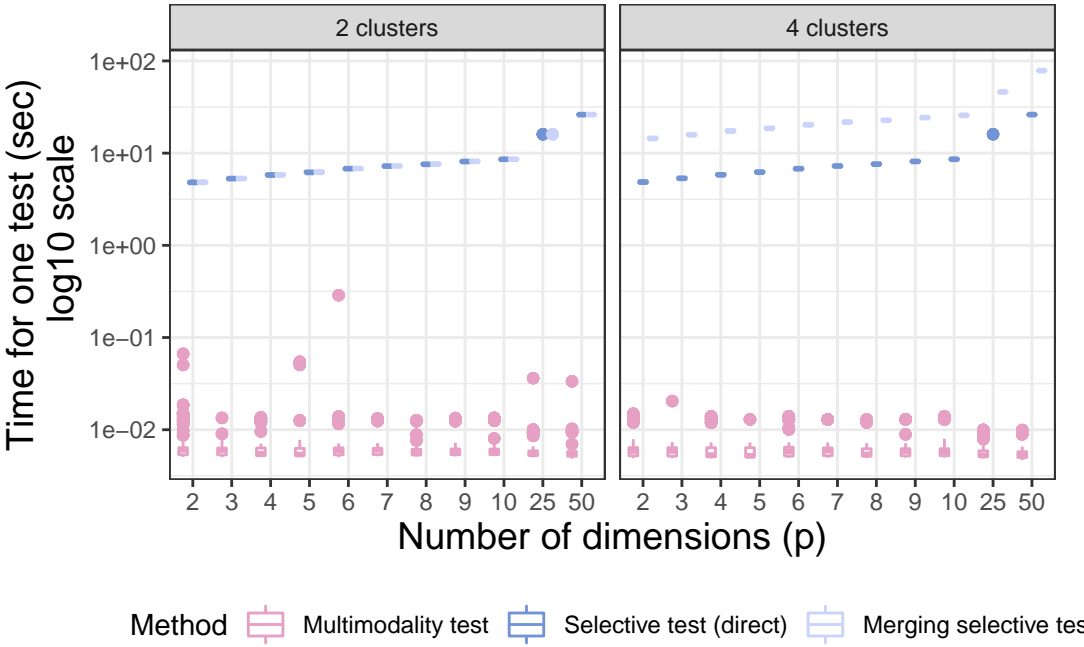 2 clusters
4 clusters
Time for one test (sec)
log10 scale
1e+02
1e+01
1e+00
1e−01
1e−02
2 3 4 5 6 7 8 9 10 25 50
2 3 4 5 6 7 8 9 10 25 50
Number of dimensions (p)
Method Multimodality test Selective test (direct) Merging selective tes